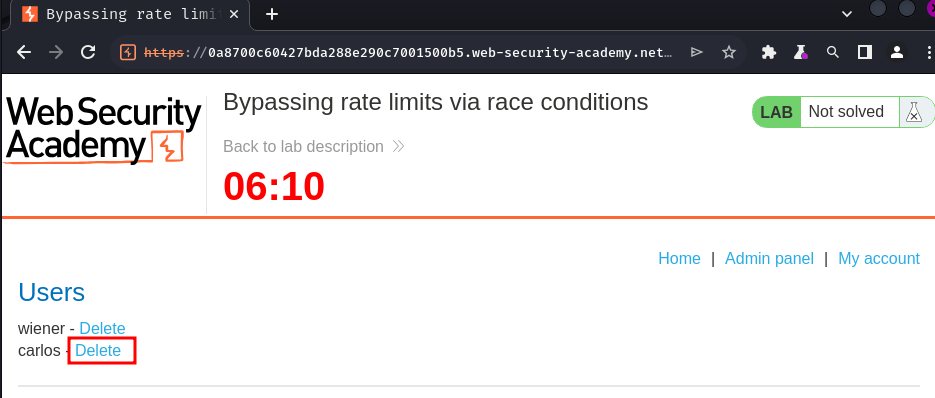 Bypassing rate limi
https://0a8700c60427bda288e290c7001500b5.web-security-academy.net…
Web Security
Academy
Bypassing rate limits via race conditions
LAB Not solved
Back to lab description
06:10
Home | Admin panel | My account
Users
wiener - Delete
carlos - Delete